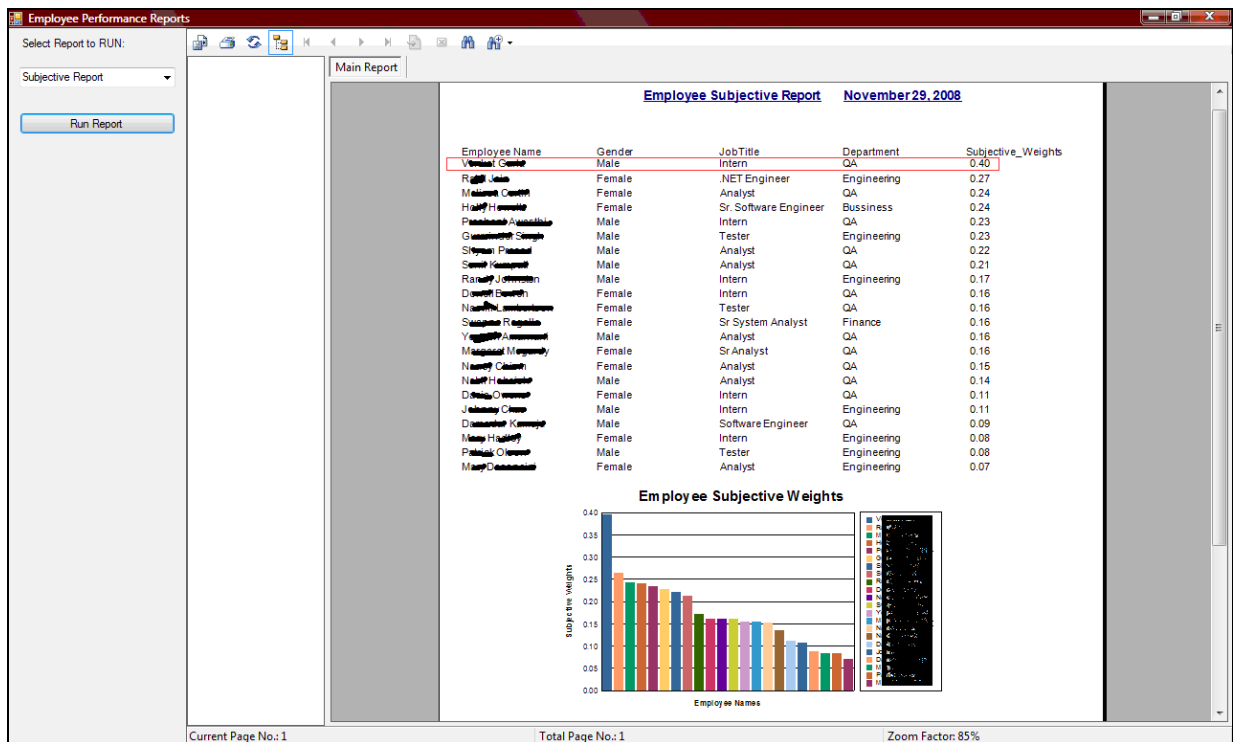 Employee Performance Reports
Select Report to RUN:
Subjective Report
Run Report
Main Report
Employee Subjective Report November 29, 2008
Employee Name Gender JobTitle Department Subjective_Weights
Male Intern QA 0.40
Female .NET Engineer Engineering 0.27
Female Analyst QA 0.24
Female Sr. Software Engineer Bussiness 0.24
Male Intern QA 0.23
Male Tester Engineering 0.23
Male Analyst QA 0.22
Male Analyst QA 0.21
Male Intern Engineering 0.17
Female Intern QA 0.16
Female Tester QA 0.16
Female Sr System Analyst Finance 0.16
Male Analyst QA 0.16
Female Sr Analyst QA 0.16
Female Analyst QA 0.15
Male Analyst QA 0.14
Female Intern QA 0.11
Male Intern Engineering 0.11
Male Software Engineer QA 0.09
Female Intern Engineering 0.08
Male Tester Engineering 0.08
Female Analyst Engineering 0.07
Employee Subjective Weights
0.40
0.35
0.30
0.25
0.20
0.15
0.10
0.05
0.00
Subjective Weights
Employee Names
Current Page No.: 1
Total Page No.: 1
Zoom Factor: 85%